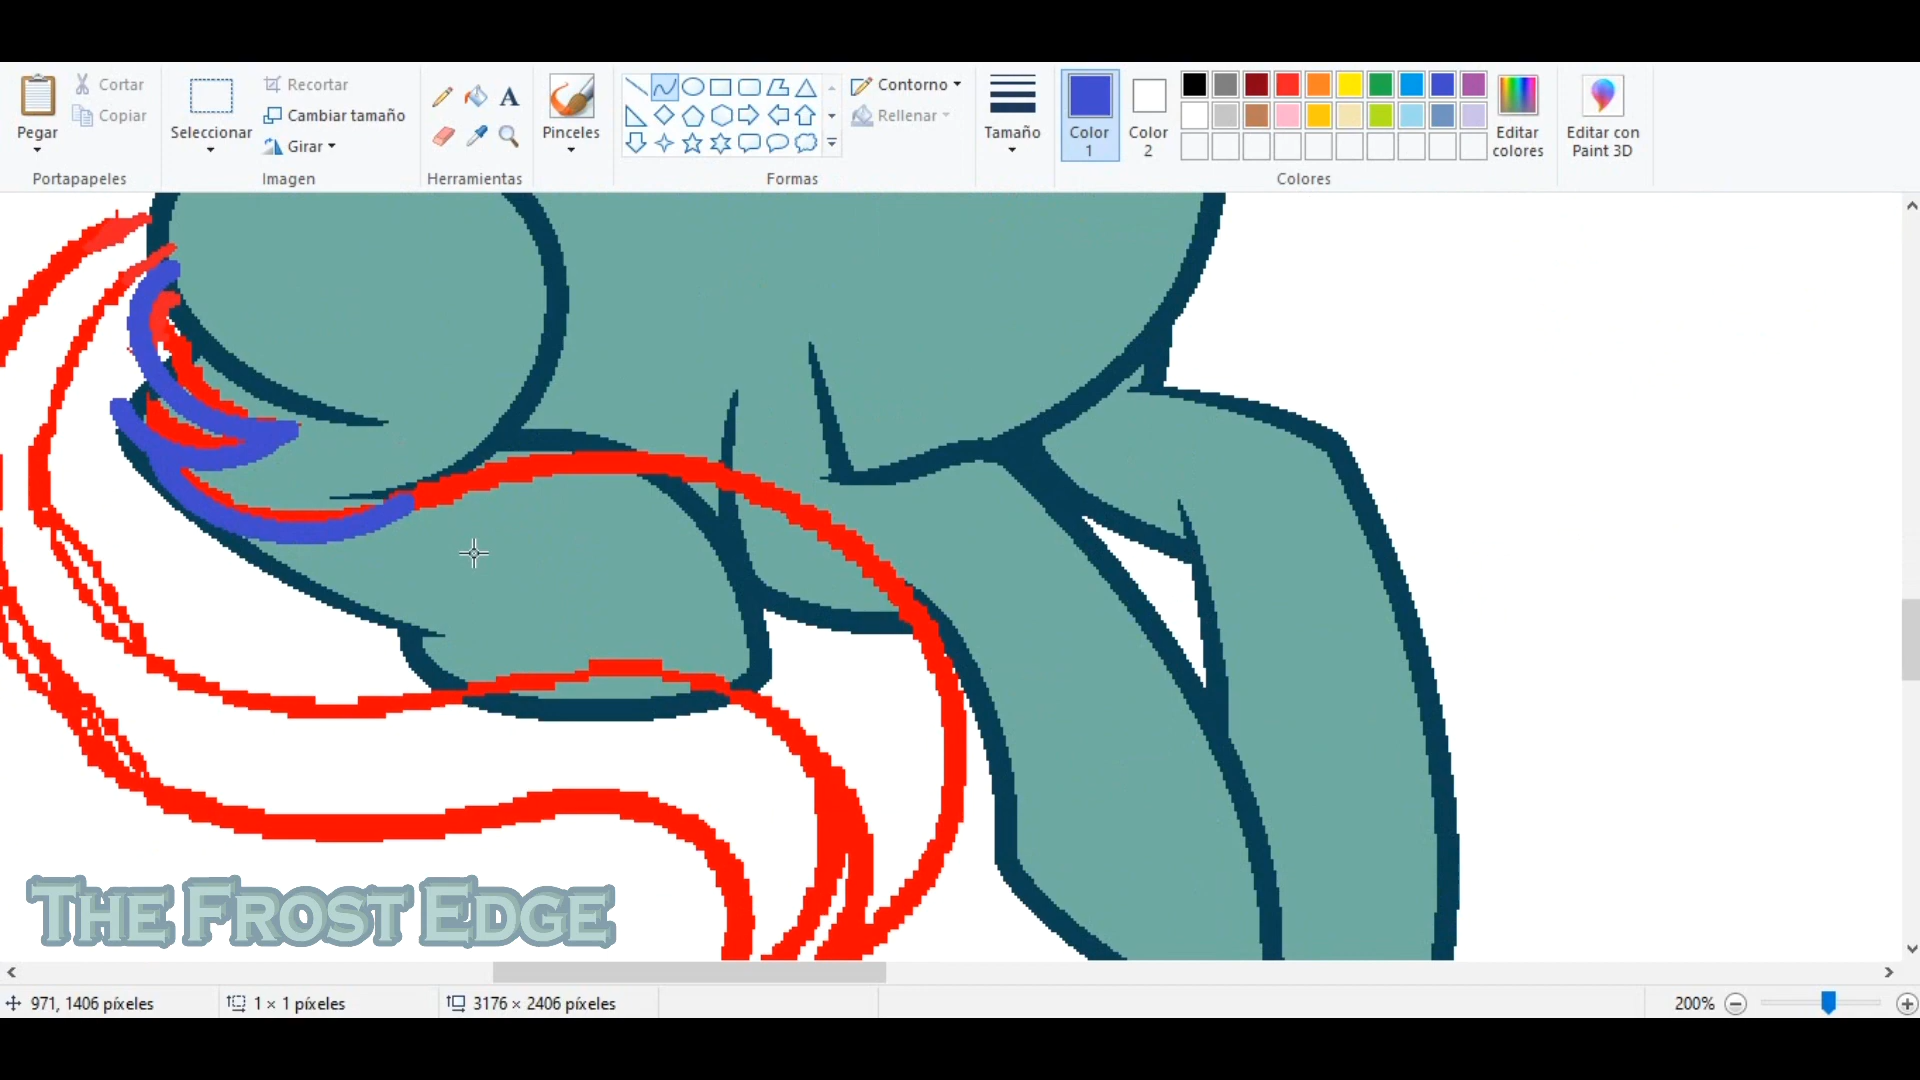 Pegar
Cortar
Copiar
Portapapeles
Seleccionar
Recortar
Cambiar tamaño
Girar
Imagen
A
Herramientas
Pinceles
Contorno
Rellenar
Formas
Tamaño
Color
1
Color
2
Editar
colores
Colores
Editar con
Paint 3D
THE FROST EDGE
971, 1406 píxeles
1 × 1 píxeles
3176 × 2406 píxeles
200%